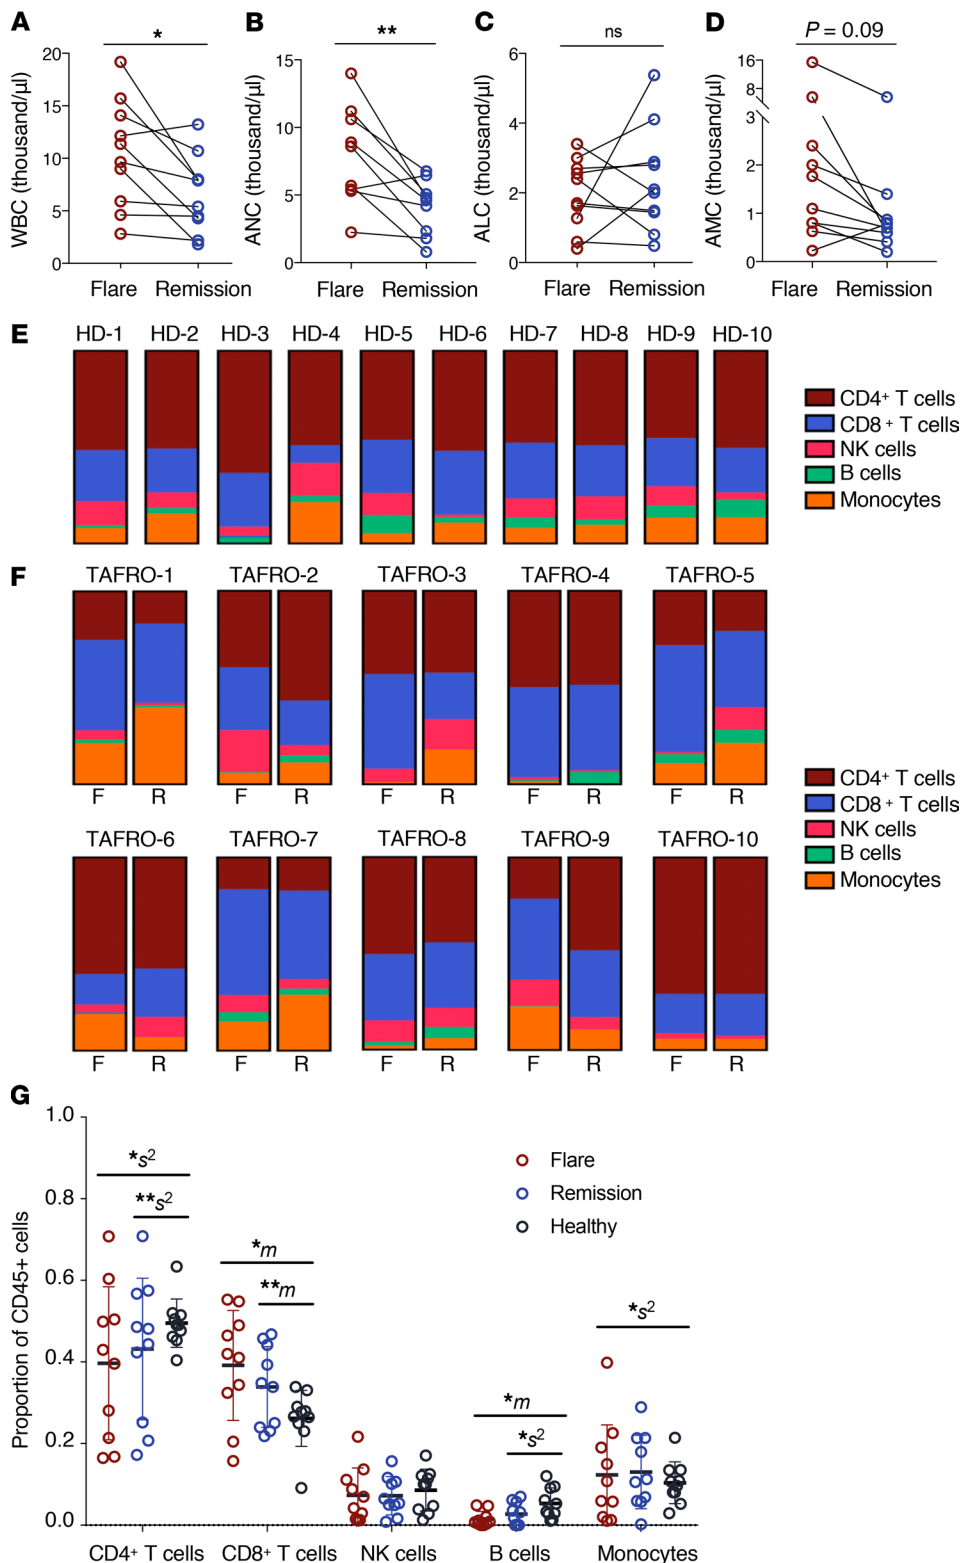 A B C D
* ** ns P = 0.09
WBC (thousand/µl) 20 15 10 5 0
Flare Remission
ANC (thousand/µl) 15 10 5 0
Flare Remission
ALC (thousand/µl) 6 4 2 0
Flare Remission
AMC (thousand/µl) 16 8 3 2 1 0
Flare Remission
E
HD-1 HD-2 HD-3 HD-4 HD-5 HD-6 HD-7 HD-8 HD-9 HD-10
CD4⁺ T cells
CD8⁺ T cells
NK cells
B cells
Monocytes
F
TAFRO-1 TAFRO-2 TAFRO-3 TAFRO-4 TAFRO-5
F R F R F R F R F R
CD4⁺ T cells
CD8⁺ T cells
NK cells
B cells
Monocytes
TAFRO-6 TAFRO-7 TAFRO-8 TAFRO-9 TAFRO-10
F R F R F R F R F R
G
Proportion of CD45+ cells
1.0
0.8
0.6
0.4
0.2
0.0
*s²
**s²
*m
**m
*m
*s²
*s²
Flare
Remission
Healthy
CD4⁺ T cells CD8⁺ T cells NK cells B cells Monocytes